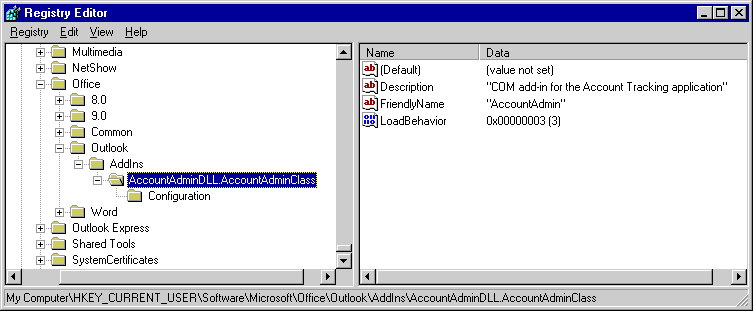 Registry Editor
Registry Edit View Help
Multimedia
NetShow
Office
8.0
9.0
Common
Outlook
AddIns
AccountAdminDLL.AccountAdminClass
Configuration
Word
Outlook Express
Shared Tools
SystemCertificates
Name Data
(Default) (value not set)
Description "COM add-in for the Account Tracking application"
FriendlyName "AccountAdmin"
LoadBehavior 0x00000003 (3)
My Computer\HKEY_CURRENT_USER\Software\Microsoft\Office\Outlook\AddIns\AccountAdminDLL.AccountAdminClass